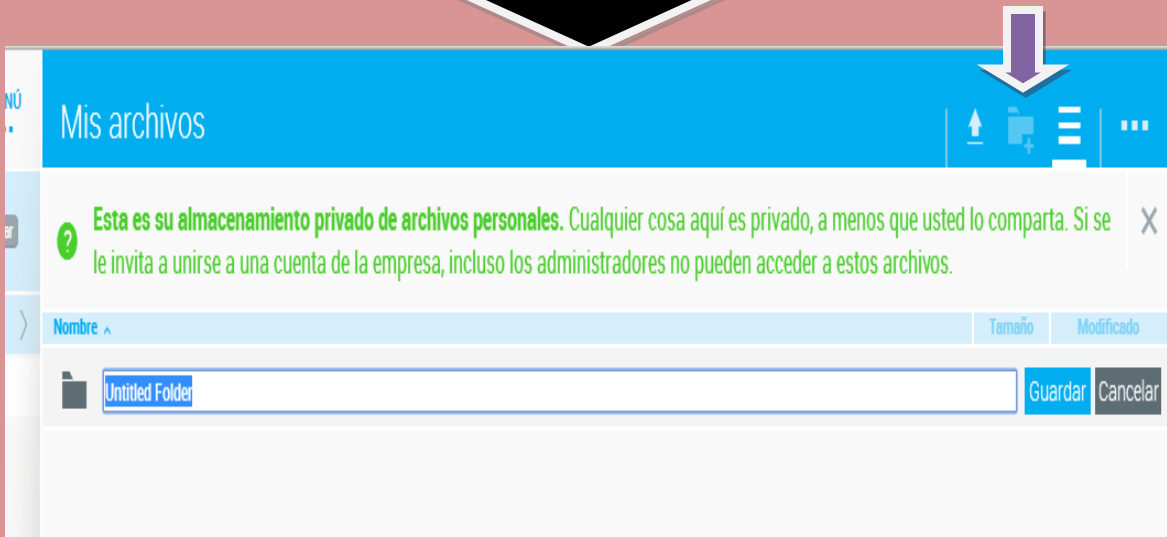 NÚ
Mis archivos
ar
Esta es su almacenamiento privado de archivos personales. Cualquier cosa aquí es privado, a menos que usted lo comparta. Si se
le invita a unirse a una cuenta de la empresa, incluso los administradores no pueden acceder a estos archivos.
Nombre Tamaño Modificado
Untitled Folder Guardar Cancelar